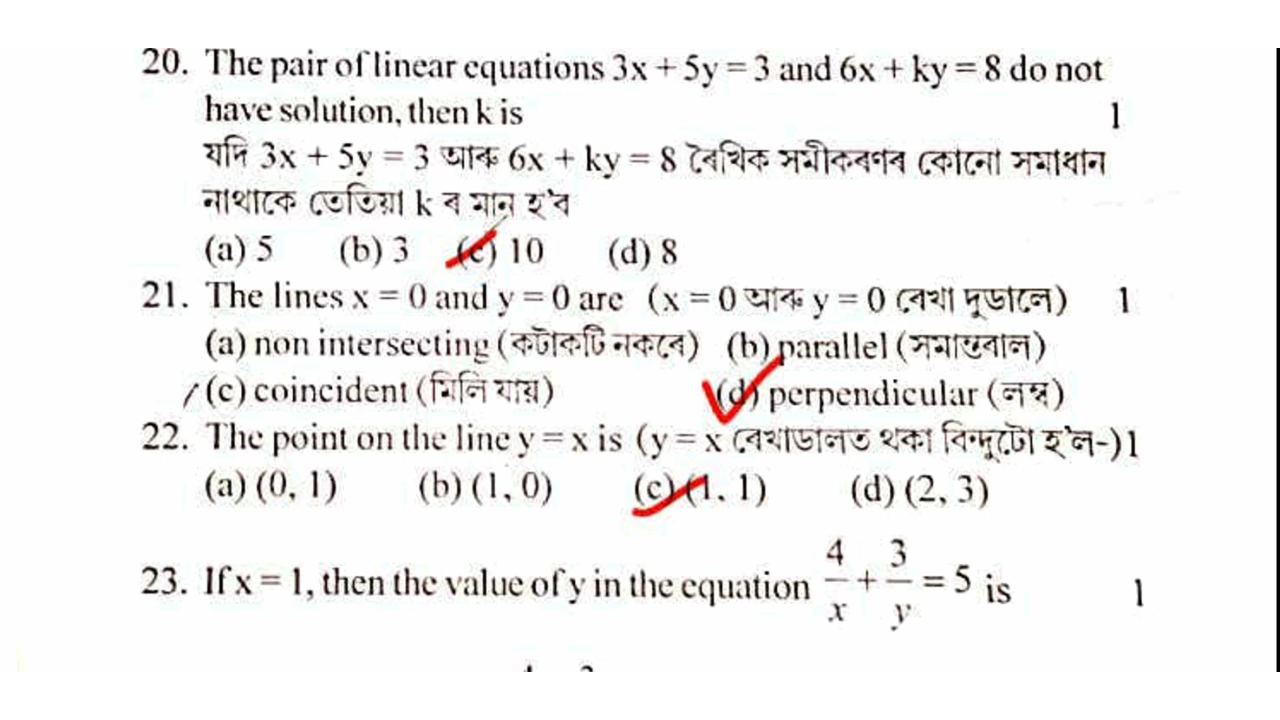 20. The pair of linear equations 3x + 5y = 3 and 6x + ky = 8 do not
have solution, then k is 1
যদি 3x + 5y = 3 আৰু 6x + ky = 8 ৰৈখিক সমীকৰণৰ কোনো সমাধান
নাথাকে তেতিয়া k ৰ মান হ'ব
(a) 5 (b) 3 (c) 10 (d) 8
21. The lines x = 0 and y = 0 are (x = 0 আৰু y = 0 ৰেখা দুডালে) 1
(a) non intersecting (কটাকটি নকৰে) (b) parallel (সমান্তৰাল)
(c) coincident (মিলি যায়) (d) perpendicular (লম্ব)
22. The point on the line y = x is (y = x ৰেখাডালত থকা বিন্দুটো হ'ল-) 1
(a) (0, 1) (b) (1, 0) (c) (1, 1) (d) (2, 3)
23. If x = 1, then the value of y in the equation 4/x + 3/y = 5 is 1